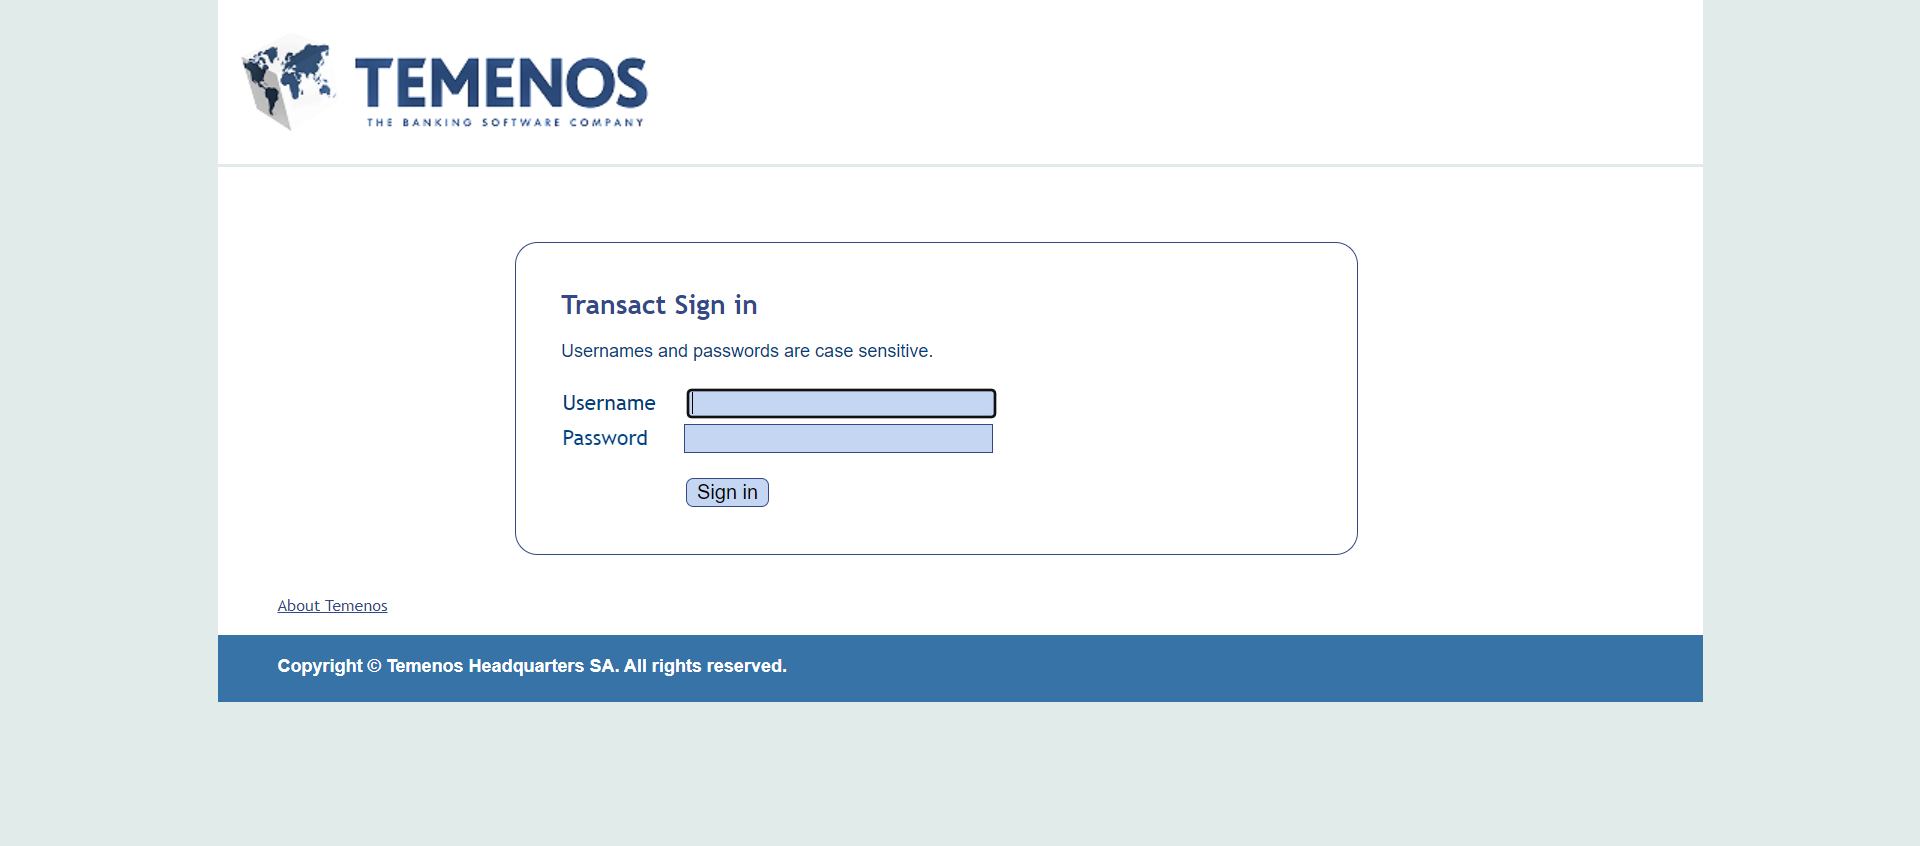 TEMENOS
THE BANKING SOFTWARE COMPANY
Transact Sign in
Usernames and passwords are case sensitive.
Username
Password
Sign in
About Temenos
Copyright © Temenos Headquarters SA. All rights reserved.